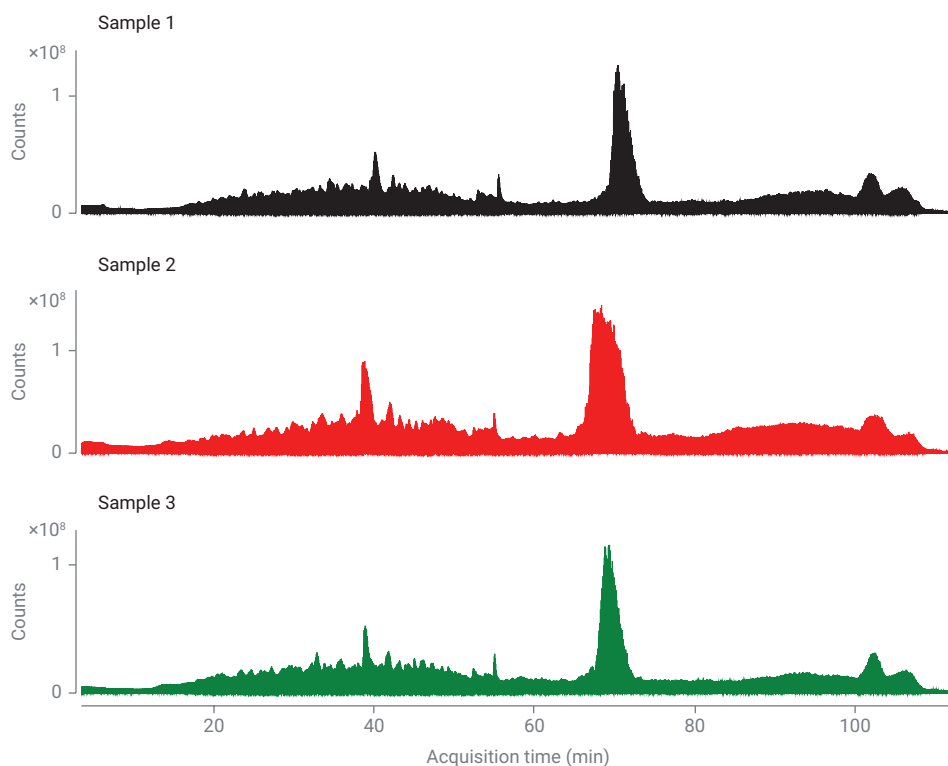 Sample 1
×10⁸
1
Counts
0
Sample 2
×10⁸
1
Counts
0
Sample 3
×10⁸
1
Counts
0
20 40 60 80 100
Acquisition time (min)